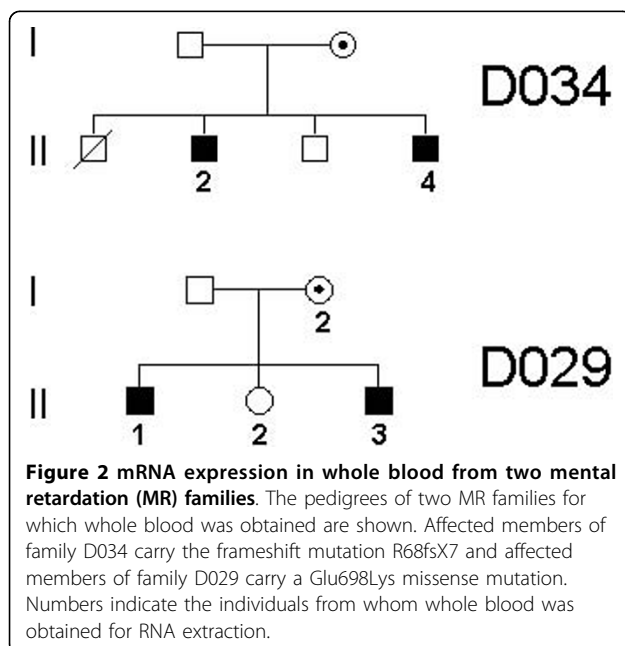 I
D034
II
2 4
I
2
D029
II
1 2 3
Figure 2 mRNA expression in whole blood from two mental
retardation (MR) families. The pedigrees of two MR families for
which whole blood was obtained are shown. Affected members of
family D034 carry the frameshift mutation R68fsX7 and affected
members of family D029 carry a Glu698Lys missense mutation.
Numbers indicate the individuals from whom whole blood was
obtained for RNA extraction.